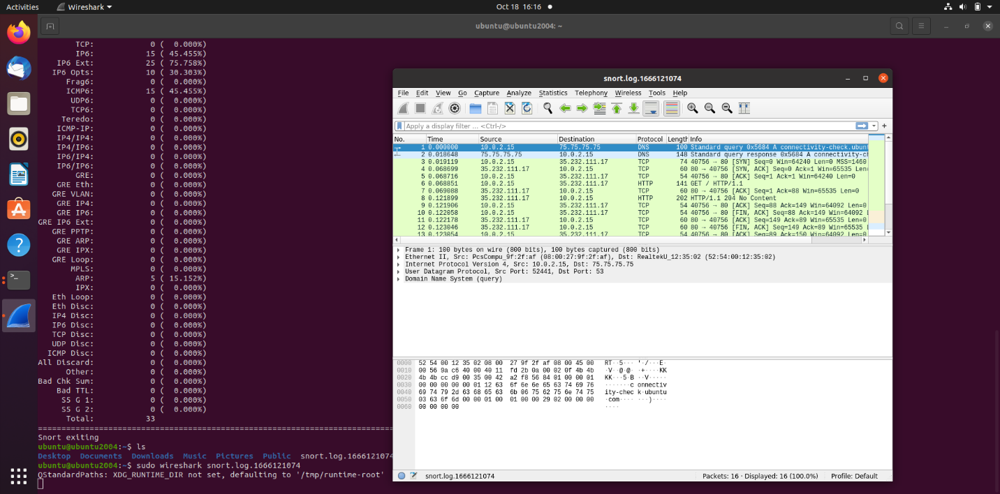 Activities Wireshark Oct 18 16:16
ubuntu@ubuntu2004: ~
TCP: 0 ( 0.000%)
IP6: 15 ( 45.455%)
IP6 Ext: 25 ( 75.758%)
IP6 Opts: 10 ( 30.303%)
Frag6: 0 ( 0.000%)
ICMP6: 15 ( 45.455%)
UDP6: 0 ( 0.000%)
TCP6: 0 ( 0.000%)
Teredo: 0 ( 0.000%)
ICMP-IP: 0 ( 0.000%)
IP4/IP4: 0 ( 0.000%)
IP4/IP6: 0 ( 0.000%)
IP6/IP4: 0 ( 0.000%)
IP6/IP6: 0 ( 0.000%)
GRE: 0 ( 0.000%)
GRE Eth: 0 ( 0.000%)
GRE VLAN: 0 ( 0.000%)
GRE IP4: 0 ( 0.000%)
GRE IP6: 0 ( 0.000%)
GRE IP6 Ext: 0 ( 0.000%)
GRE PPTP: 0 ( 0.000%)
GRE ARP: 0 ( 0.000%)
GRE IPX: 0 ( 0.000%)
GRE Loop: 0 ( 0.000%)
MPLS: 0 ( 0.000%)
ARP: 5 ( 15.152%)
IPX: 0 ( 0.000%)
Eth Loop: 0 ( 0.000%)
Eth Disc: 0 ( 0.000%)
IP4 Disc: 0 ( 0.000%)
IP6 Disc: 0 ( 0.000%)
TCP Disc: 0 ( 0.000%)
UDP Disc: 0 ( 0.000%)
ICMP Disc: 0 ( 0.000%)
All Discard: 0 ( 0.000%)
Other: 0 ( 0.000%)
Bad Chk Sum: 0 ( 0.000%)
Bad TTL: 0 ( 0.000%)
S5 G 1: 0 ( 0.000%)
S5 G 2: 0 ( 0.000%)
Total: 33
===========================================================================
Snort exiting
ubuntu@ubuntu2004:~$ ls
Desktop Documents Downloads Music Pictures Public snort.log.1666121074
ubuntu@ubuntu2004:~$ sudo wireshark snort.log.1666121074
QStandardPaths: XDG_RUNTIME_DIR not set, defaulting to '/tmp/runtime-root'
snort.log.1666121074
File Edit View Go Capture Analyze Statistics Telephony Wireless Tools Help
Apply a display filter ... <Ctrl-/>
No. Time Source Destination Protocol Length Info
1 0.000000 10.0.2.15 75.75.75.75 DNS 100 Standard query 0x5684 A connectivity-check.ubunt
2 0.018648 75.75.75.75 10.0.2.15 DNS 148 Standard query response 0x5684 A connectivity-ch
3 0.019119 10.0.2.15 35.232.111.17 TCP 74 40756 → 80 [SYN] Seq=0 Win=64240 Len=0 MSS=1460
4 0.068699 10.0.2.15 35.232.111.17 TCP 60 80 → 40756 [SYN, ACK] Seq=0 Ack=1 Win=65535 Len=
5 0.068716 10.0.2.15 35.232.111.17 TCP 54 40756 → 80 [ACK] Seq=1 Ack=1 Win=64240 Len=0
6 0.068851 10.0.2.15 35.232.111.17 HTTP 141 GET / HTTP/1.1
7 0.069088 10.0.2.15 35.232.111.17 TCP 60 80 → 40756 [ACK] Seq=1 Ack=88 Win=65535 Len=0
8 0.121899 10.0.2.15 35.232.111.17 HTTP 202 HTTP/1.1 204 No Content
9 0.121906 10.0.2.15 35.232.111.17 TCP 54 40756 → 80 [ACK] Seq=88 Ack=149 Win=64092 Len=0
10 0.122058 10.0.2.15 35.232.111.17 TCP 54 40756 → 80 [FIN, ACK] Seq=88 Ack=149 Win=64092 L
11 0.122178 10.0.2.15 35.232.111.17 TCP 60 80 → 40756 [ACK] Seq=149 Ack=89 Win=65535 Len=0
12 0.123046 10.0.2.15 35.232.111.17 TCP 60 80 → 40756 [FIN, ACK] Seq=149 Ack=89 Win=65535 L
13 0.123054 10.0.2.15 35.232.111.17 TCP 54 40756 → 80 [ACK] Seq=89 Ack=150 Win=64092 Len=0
Frame 1: 100 bytes on wire (800 bits), 100 bytes captured (800 bits)
Ethernet II, Src: PcsCompu_9f:2f:af (08:00:27:9f:2f:af), Dst: RealtekU_12:35:02 (52:54:00:12:35:02)
Internet Protocol Version 4, Src: 10.0.2.15, Dst: 75.75.75.75
User Datagram Protocol, Src Port: 52441, Dst Port: 53
Domain Name System (query)
0000 52 54 00 12 35 02 08 00 27 9f 2f af 08 00 45 00 RT··5··· '·/···E·
0010 00 56 9a c6 40 00 40 11 fd 2b 0a 00 02 0f 4b 4b ·V··@·@· ·+····KK
0020 4b 4b cc d9 00 35 00 42 a2 f8 56 84 01 00 00 01 KK···5·B ··V·····
0030 00 00 00 00 00 01 12 63 6f 6e 6e 65 63 74 69 76 ·······c onnectiv
0040 69 74 79 2d 63 68 65 63 6b 06 75 62 75 6e 74 75 ity-chec k·ubuntu
0050 03 63 6f 6d 00 00 01 00 01 00 00 29 02 00 00 00 ·com···· ···)····
0060 00 00 00 00 ····
snort.log.1666121074 Packets: 16 · Displayed: 16 (100.0%) Profile: Default